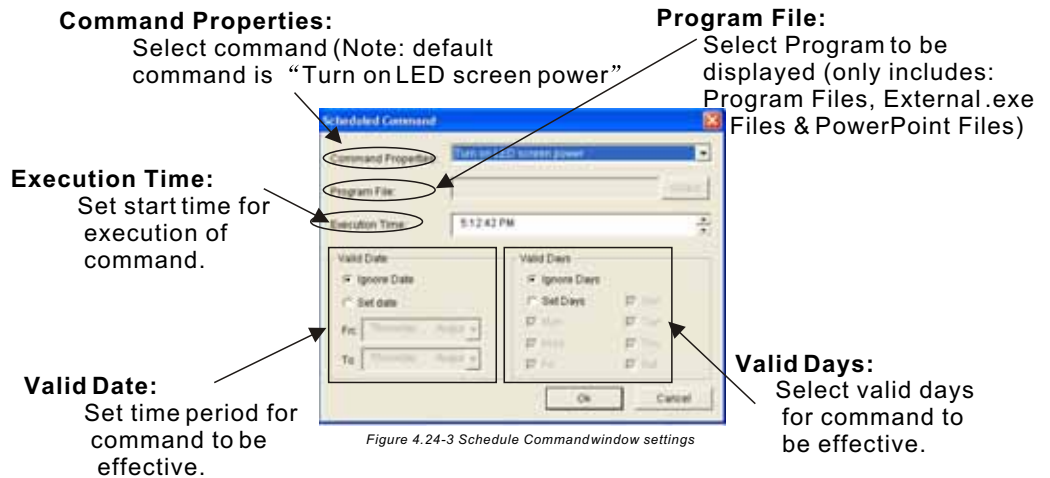 Command Properties:
Select command (Note: default
command is “Turn on LED screen power”
Program File:
Select Program to be
displayed (only includes:
Program Files, External .exe
Files & PowerPoint Files)
Execution Time:
Set start time for
execution of
command.
Scheduled Command
Command Properties:
Turn on LED screen power
Program File:
Execution Time:
5:12:42 PM
Valid Date
Ignore Date
Set date
Fr:
To:
Valid Days
Ignore Days
Set Days
Ok
Cancel
Valid Date:
Set time period for
command to be
effective.
Valid Days:
Select valid days
for command to
be effective.
Figure 4.24-3 Schedule Commandwindow settings